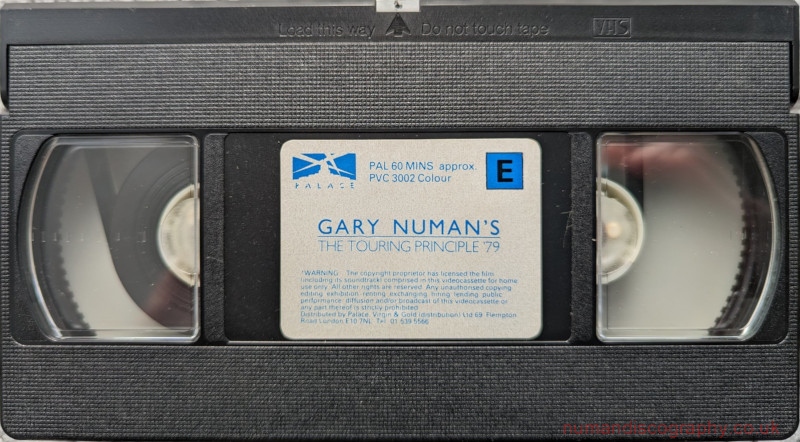 Load this way Do not touch tape VHS
PALACE
PAL 60 MINS approx.
PVC 3002 Colour
E
GARY NUMAN'S
THE TOURING PRINCIPLE '79
"WARNING: The copyright proprietor has licensed the film
(including its soundtrack) comprised in this videocassette for home
use only. All other rights are reserved. Any unauthorised copying
editing exhibition renting exchanging hiring lending public
performance diffusion and/or broadcast of this videocassette or
any part thereof is strictly prohibited.
Distributed by Palace, Virgin & Gold (distribution) Ltd 69, Flempton
Road London E10 7NL Tel 01 539 5566
numandiscography.co.uk